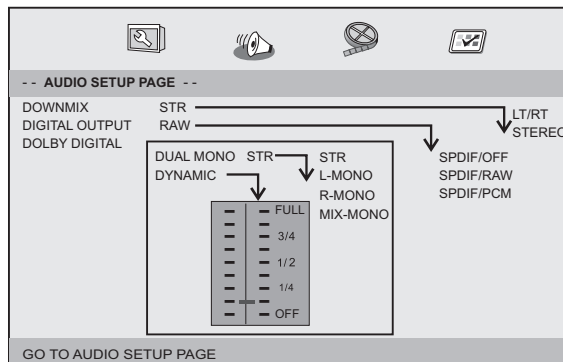 - - AUDIO SETUP PAGE - -
DOWNMIX STR LT/RT
DIGITAL OUTPUT RAW STEREO
DOLBY DIGITAL
DUAL MONO STR STR SPDIF/OFF
DYNAMIC L-MONO SPDIF/RAW
R-MONO SPDIF/PCM
FULL MIX-MONO
3/4
1/2
1/4
OFF
GO TO AUDIO SETUP PAGE